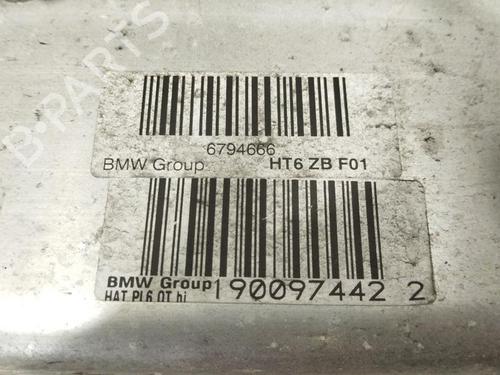 6794666
BMW Group HT6 ZB F01
BMW Group 190097442 2
HAT PL6 OT hi
B-PARTS